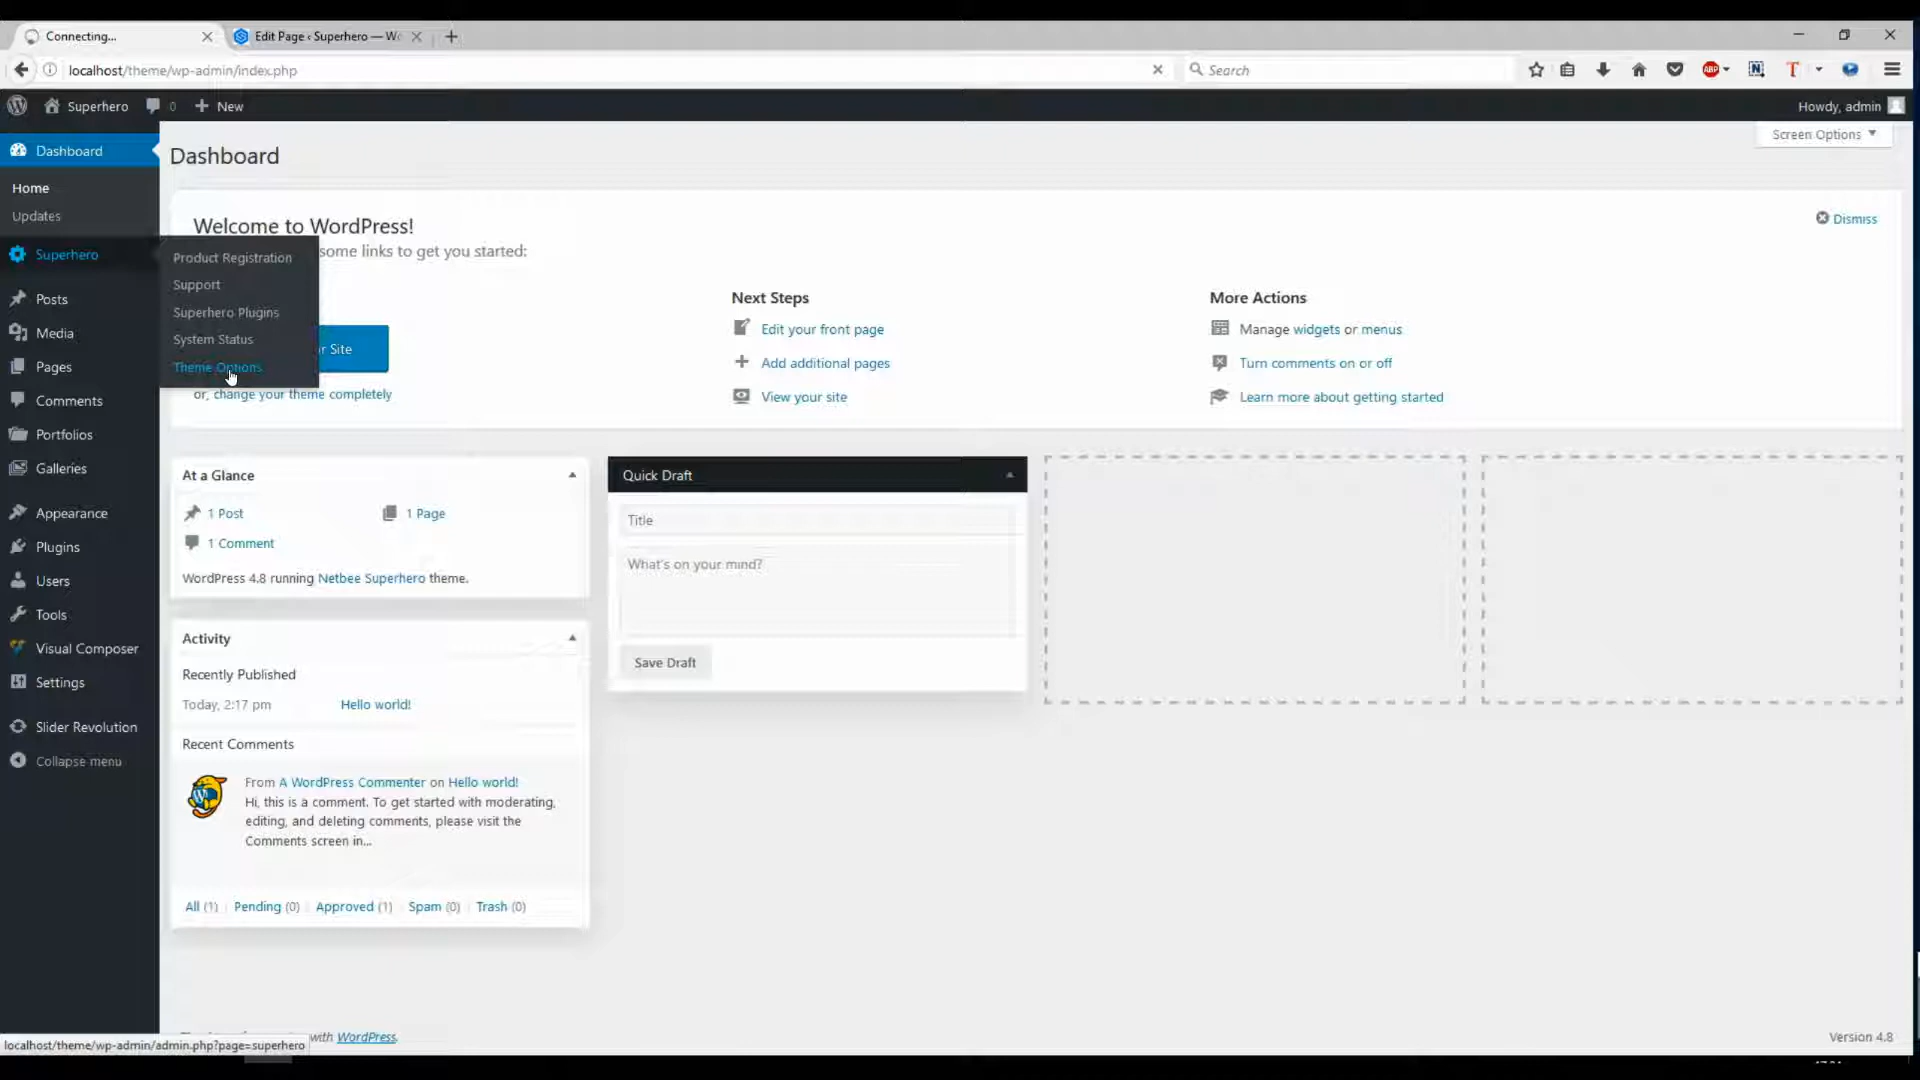 Connecting...
Edit Page ‹ Superhero — Wo
localhost/theme/wp-admin/index.php
Search
ABP
Superhero
0
New
Howdy, admin
Dashboard
Home
Updates
Superhero
Posts
Media
Pages
Comments
Portfolios
Galleries
Appearance
Plugins
Users
Tools
Visual Composer
Settings
Slider Revolution
Collapse menu
Product Registration
Support
Superhero Plugins
System Status
Theme Options
Screen Options
Dashboard
Welcome to WordPress!
some links to get you started:
Dismiss
r Site
or, change your theme completely
Next Steps
Edit your front page
Add additional pages
View your site
More Actions
Manage widgets or menus
Turn comments on or off
Learn more about getting started
At a Glance
1 Post
1 Page
1 Comment
WordPress 4.8 running Netbee Superhero theme.
Activity
Recently Published
Today, 2:17 pm
Hello world!
Recent Comments
From A WordPress Commenter on Hello world!
Hi, this is a comment. To get started with moderating,
editing, and deleting comments, please visit the
Comments screen in...
All (1) | Pending (0) | Approved (1) | Spam (0) | Trash (0)
Quick Draft
Title
What's on your mind?
Save Draft
with WordPress.
Version 4.8
localhost/theme/wp-admin/admin.php?page=superhero